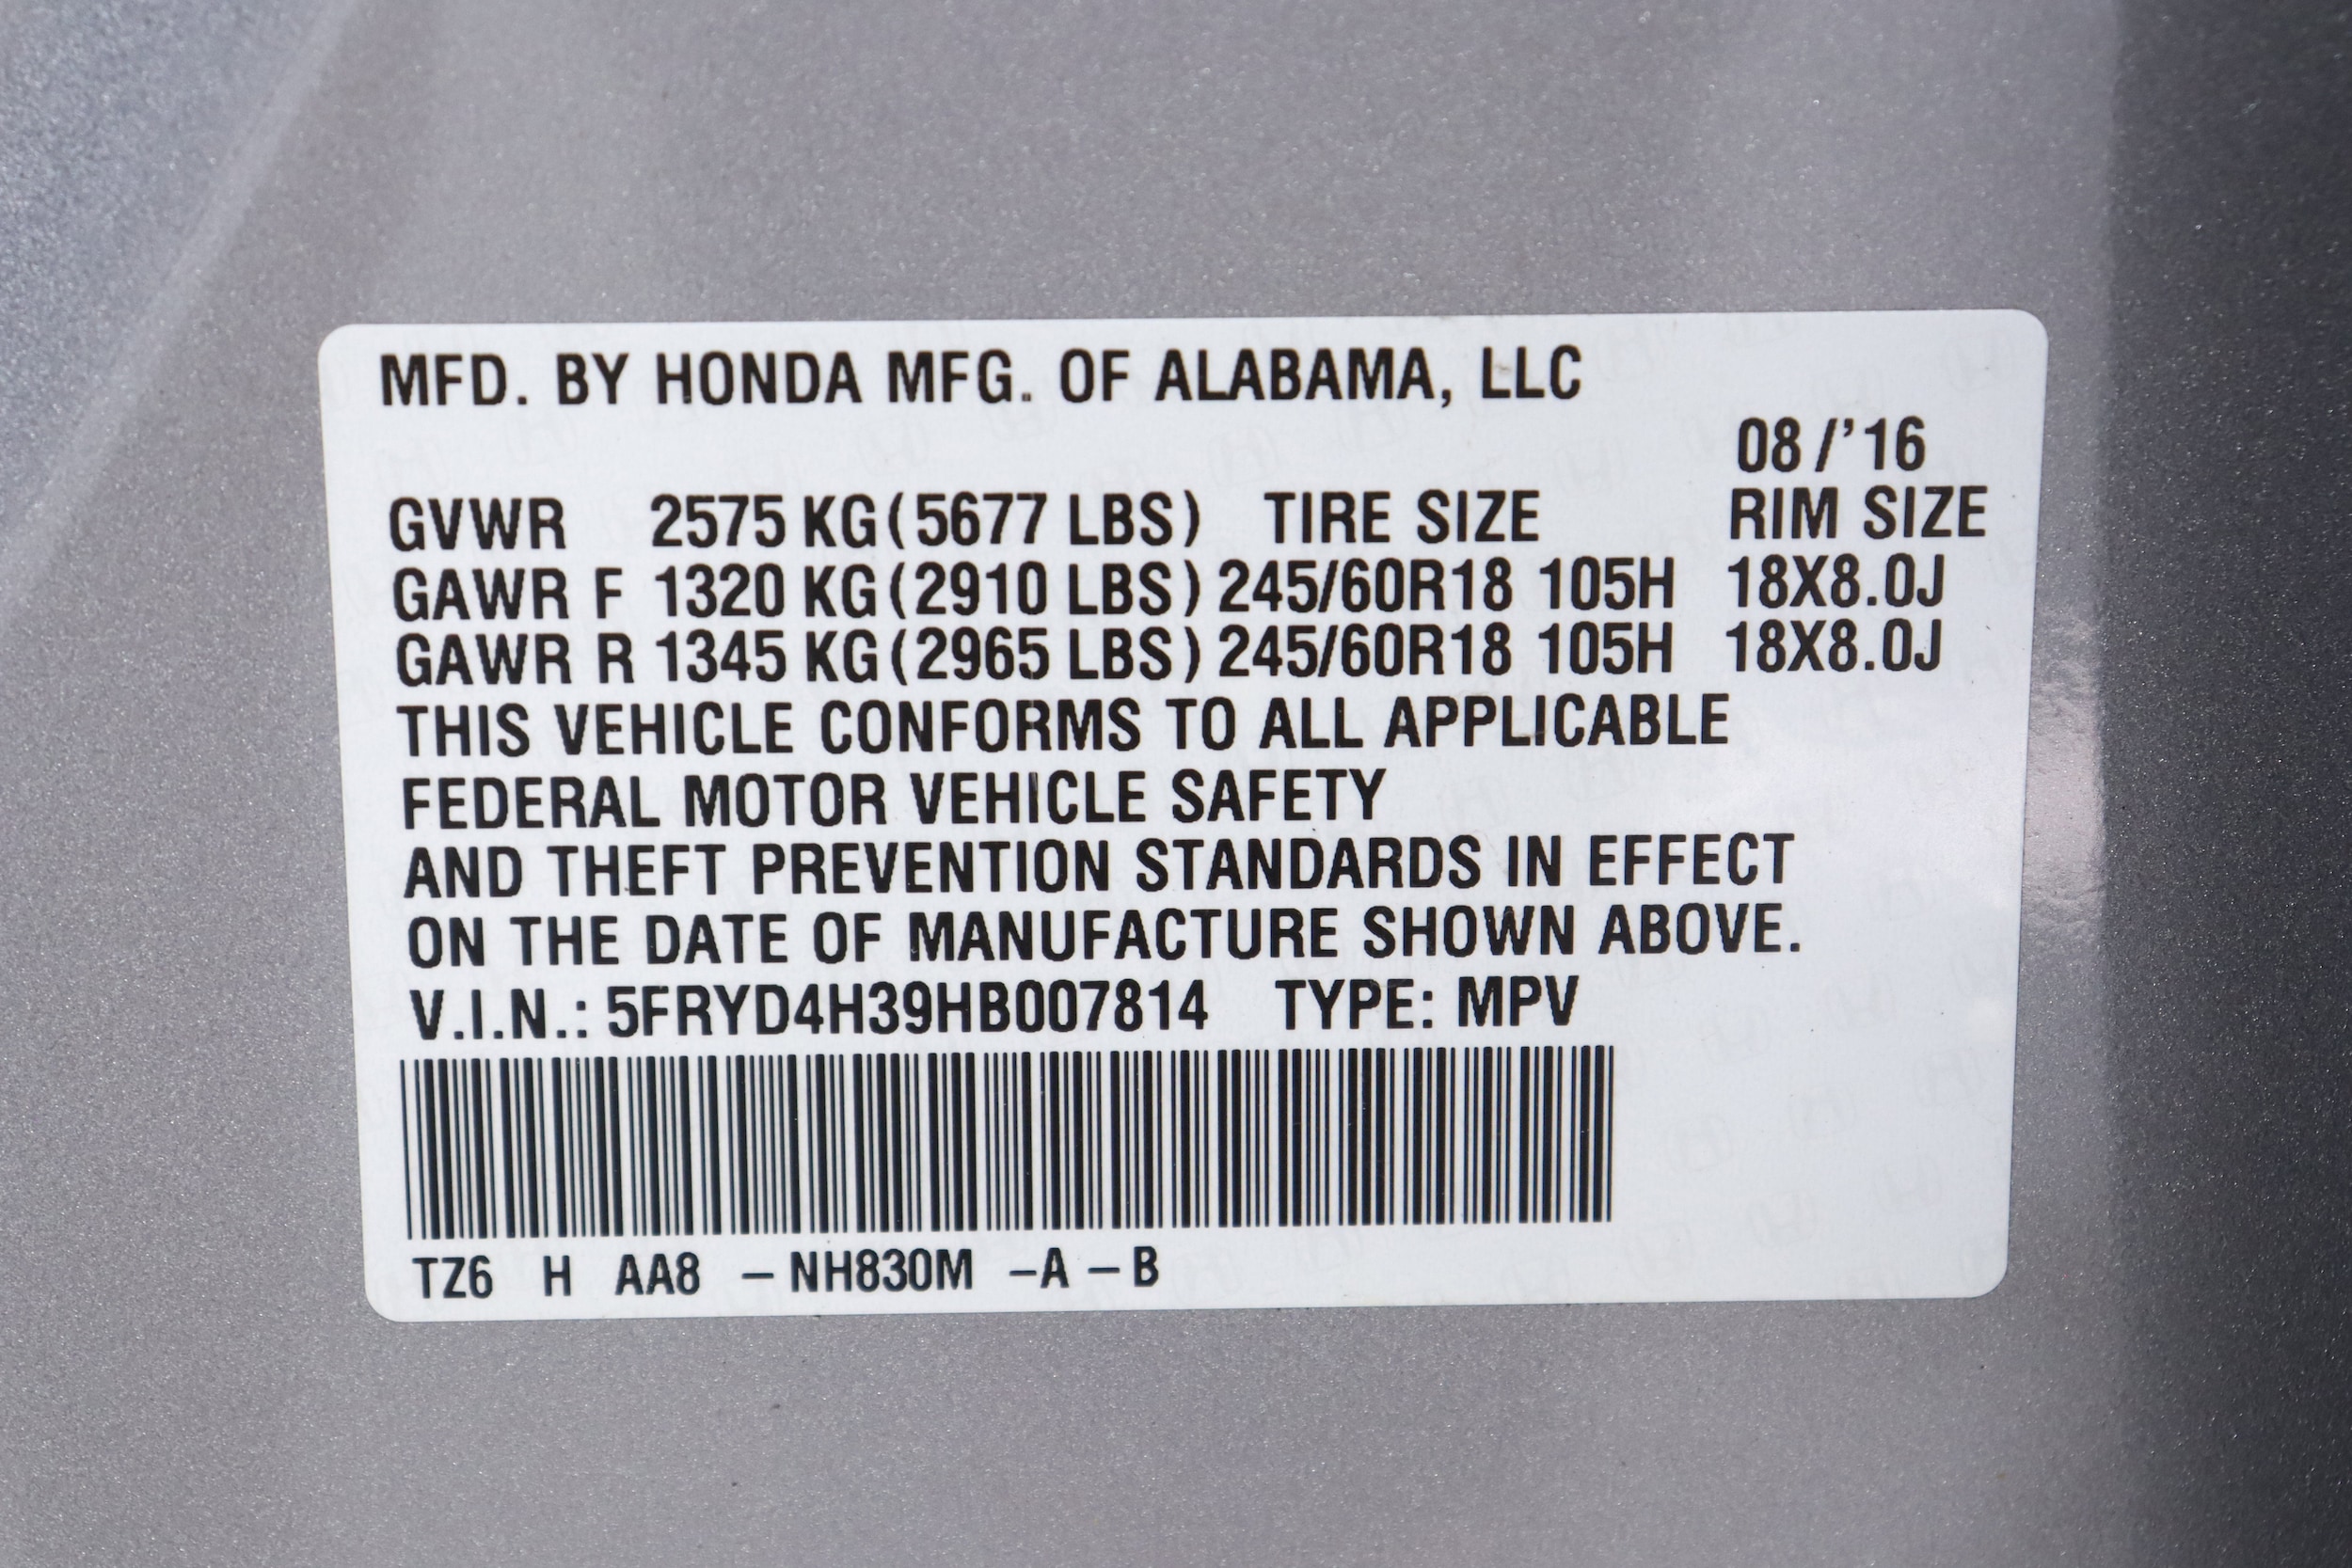 MFD. BY HONDA MFG. OF ALABAMA, LLC
08/'16
GVWR 2575 KG(5677 LBS) TIRE SIZE RIM SIZE
GAWR F 1320 KG(2910 LBS) 245/60R18 105H 18X8.0J
GAWR R 1345 KG(2965 LBS) 245/60R18 105H 18X8.0J
THIS VEHICLE CONFORMS TO ALL APPLICABLE
FEDERAL MOTOR VEHICLE SAFETY
AND THEFT PREVENTION STANDARDS IN EFFECT
ON THE DATE OF MANUFACTURE SHOWN ABOVE.
V.I.N.: 5FRYD4H39HB007814 TYPE: MPV
TZ6 H AA8 – NH830M –A – B